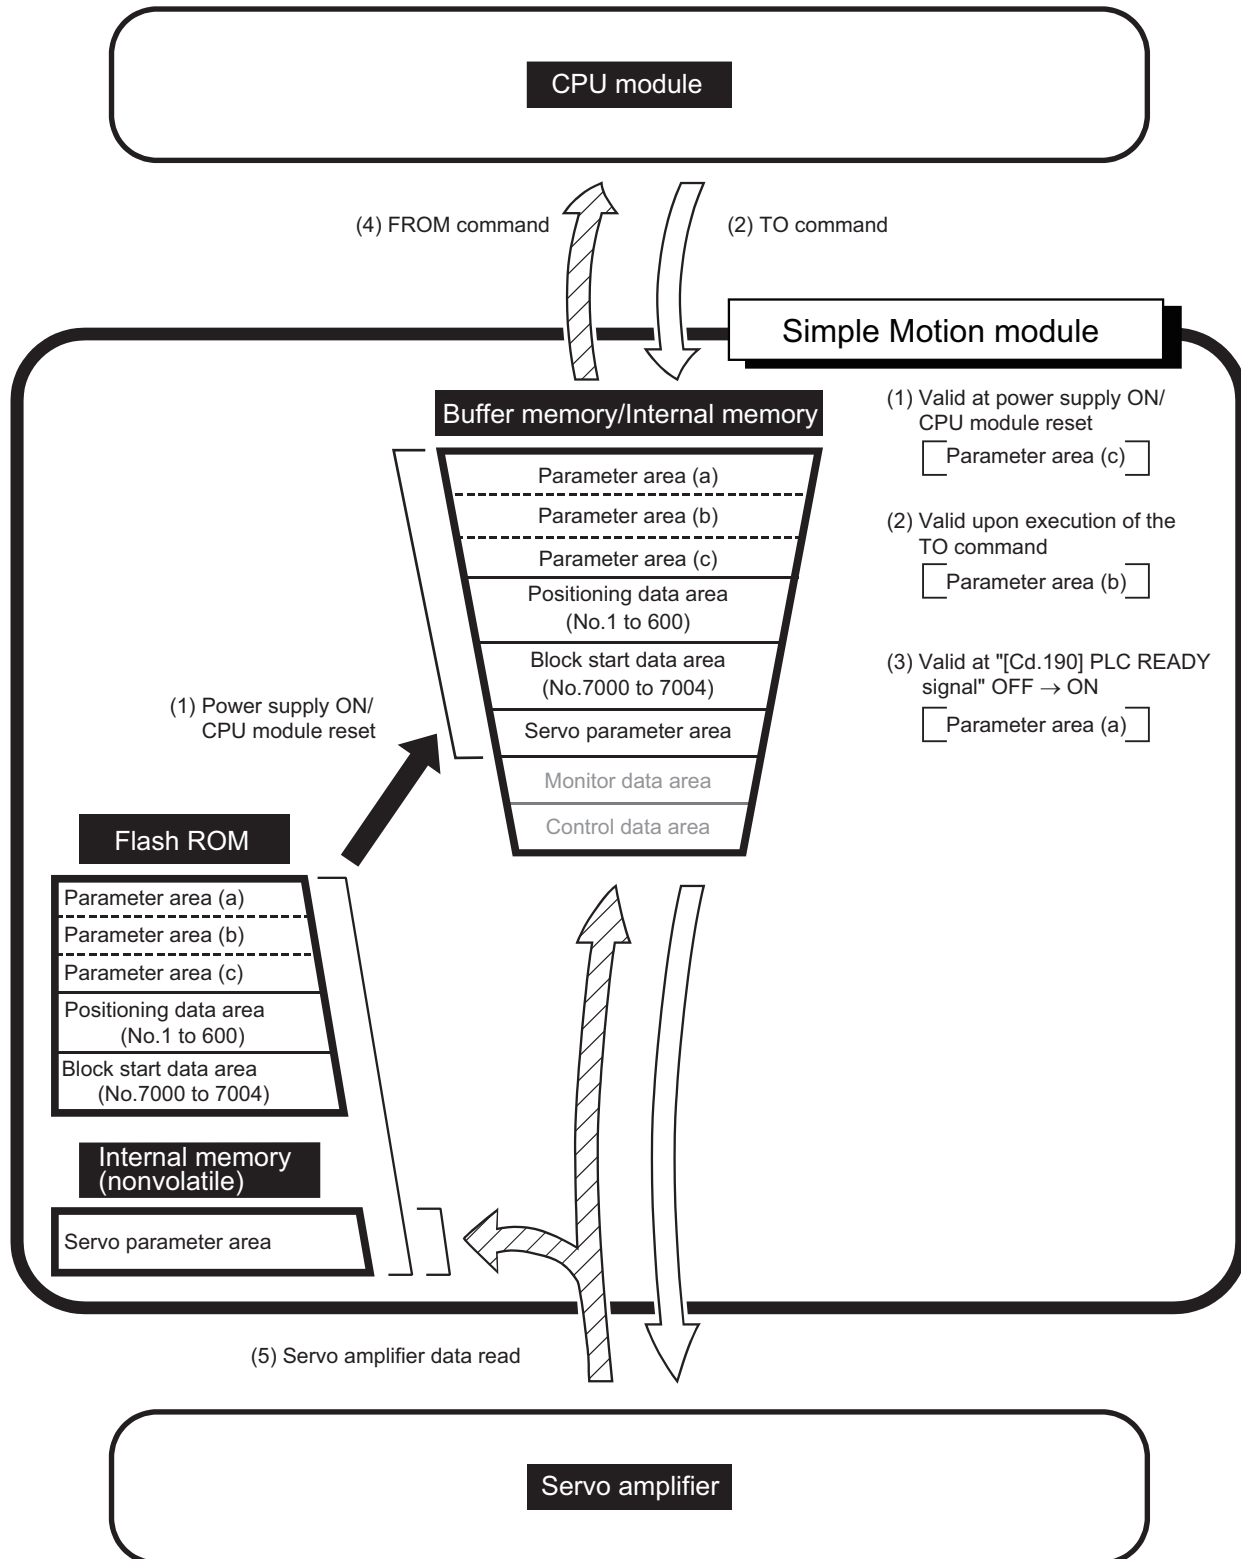 CPU module
(4) FROM command
(2) TO command
Simple Motion module
Buffer memory/Internal memory
Parameter area (a)
Parameter area (b)
Parameter area (c)
Positioning data area
(No.1 to 600)
Block start data area
(No.7000 to 7004)
Servo parameter area
Monitor data area
Control data area
(1) Valid at power supply ON/
CPU module reset
Parameter area (c)
(2) Valid upon execution of the
TO command
Parameter area (b)
(3) Valid at "[Cd.190] PLC READY
signal" OFF → ON
Parameter area (a)
(1) Power supply ON/
CPU module reset
Flash ROM
Parameter area (a)
Parameter area (b)
Parameter area (c)
Positioning data area
(No.1 to 600)
Block start data area
(No.7000 to 7004)
Internal memory
(nonvolatile)
Servo parameter area
(5) Servo amplifier data read
Servo amplifier